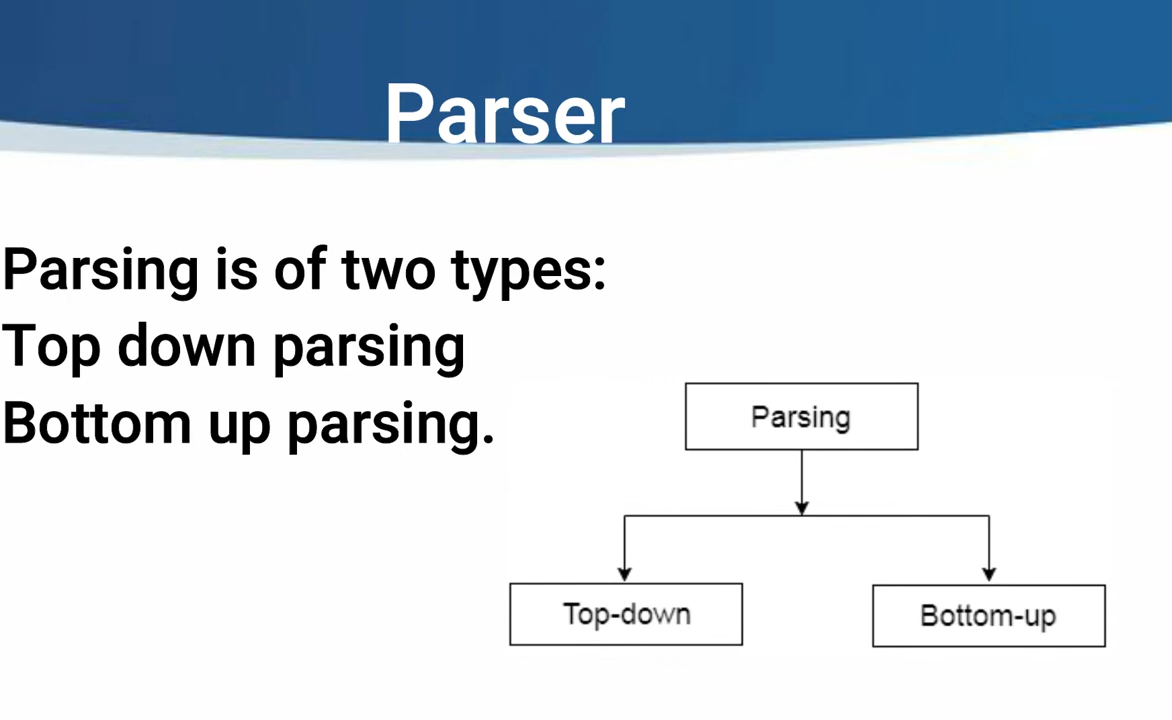 Parser
Parsing is of two types:
Top down parsing
Bottom up parsing.
Parsing
Top-down
Bottom-up